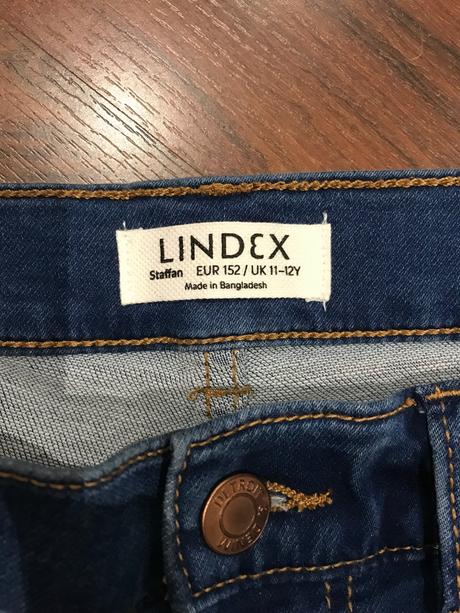 LINDEX
Staffan EUR 152 / UK 11-12Y
Made in Bangladesh